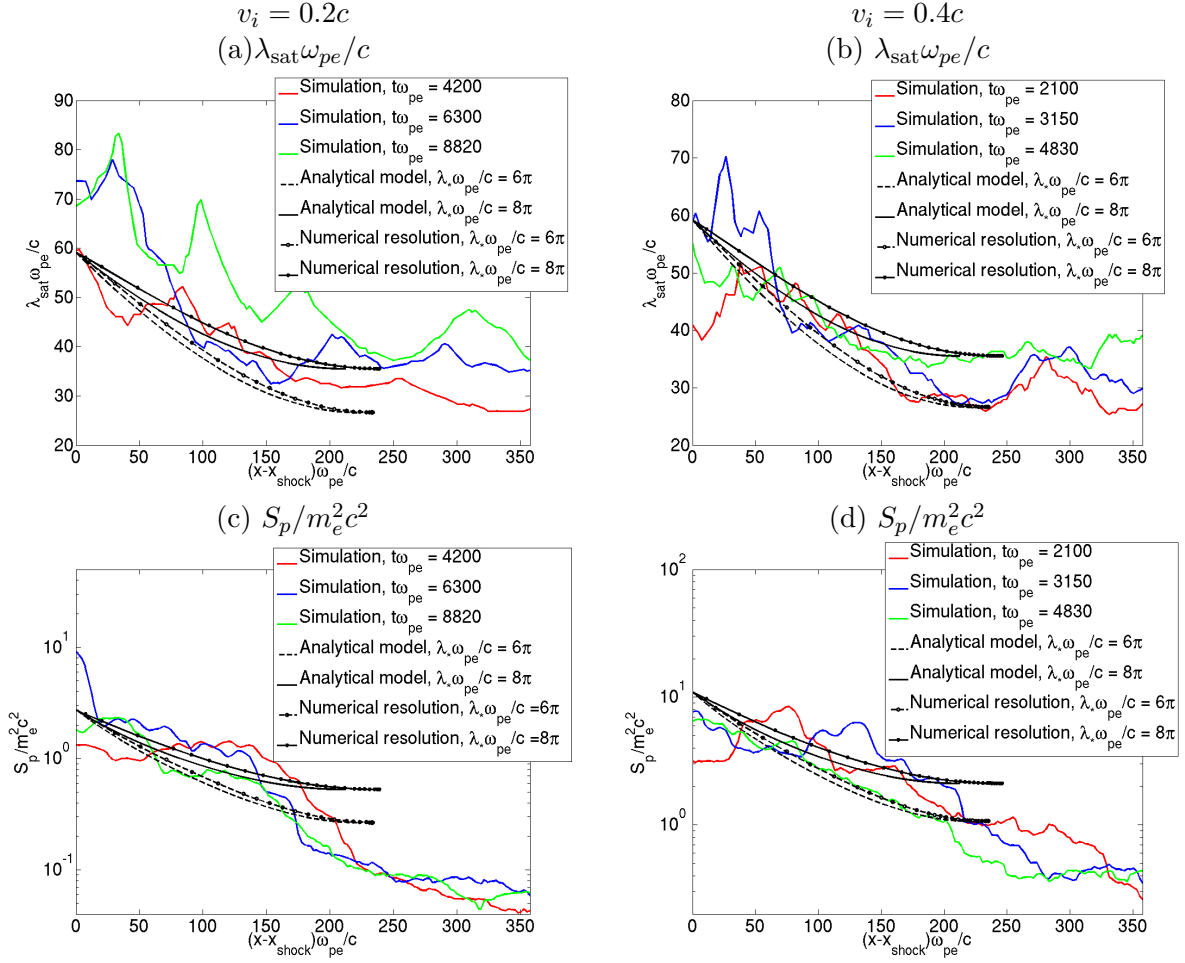 v_i = 0.2c
v_i = 0.4c
(a)λ_sat ω_pe/c
(b) λ_sat ω_pe/c
Simulation, tω_pe = 4200
Simulation, tω_pe = 6300
Simulation, tω_pe = 8820
Analytical model, λ_*ω_pe/c = 6π
Analytical model, λ_*ω_pe/c = 8π
Numerical resolution, λ_*ω_pe/c = 6π
Numerical resolution, λ_*ω_pe/c = 8π
90
80
70
60
50
40
30
20
λ_sat ω_pe/c
0 50 100 150 200 250 300 350
(x-x_shock)ω_pe/c
Simulation, tω_pe = 2100
Simulation, tω_pe = 3150
Simulation, tω_pe = 4830
Analytical model, λ_*ω_pe/c = 6π
Analytical model, λ_*ω_pe/c = 8π
Numerical resolution, λ_*ω_pe/c = 6π
Numerical resolution, λ_*ω_pe/c = 8π
90
80
70
60
50
40
30
20
λ_sat ω_pe/c
0 50 100 150 200 250 300 350
(x-x_shock)ω_pe/c
(c) S_p/m_e^2c^2
(d) S_p/m_e^2c^2
Simulation, tω_pe = 4200
Simulation, tω_pe = 6300
Simulation, tω_pe = 8820
Analytical model, λ_*ω_pe/c = 6π
Analytical model, λ_*ω_pe/c = 8π
Numerical resolution, λ_*ω_pe/c =6π
Numerical resolution, λ_*ω_pe/c =8π
10^1
10^0
10^-1
S_p/m_e^2c^2
0 50 100 150 200 250 300 350
(x-x_shock)ω_pe/c
Simulation, tω_pe = 2100
Simulation, tω_pe = 3150
Simulation, tω_pe = 4830
Analytical model, λ_*ω_pe/c = 6π
Analytical model, λ_*ω_pe/c = 8π
Numerical resolution, λ_*ω_pe/c = 6π
Numerical resolution, λ_*ω_pe/c = 8π
10^2
10^1
10^0
S_p/m_e^2c^2
0 50 100 150 200 250 300 350
(x-x_shock)ω_pe/c